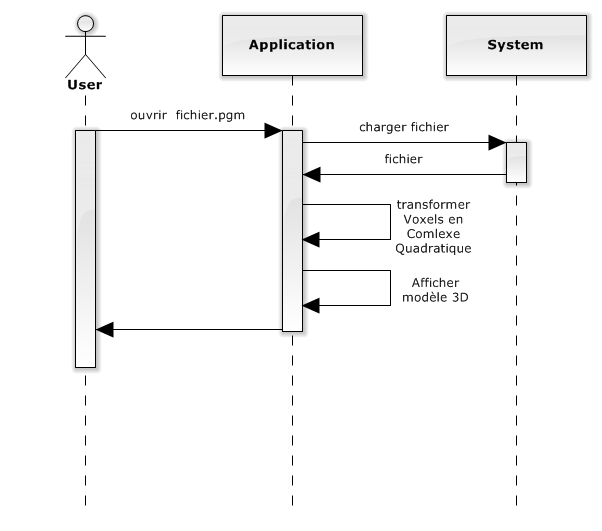 User
Application
System
ouvrir fichier.pgm
charger fichier
fichier
transformer
Voxels en
Comlexe
Quadratique
Afficher
modèle 3D